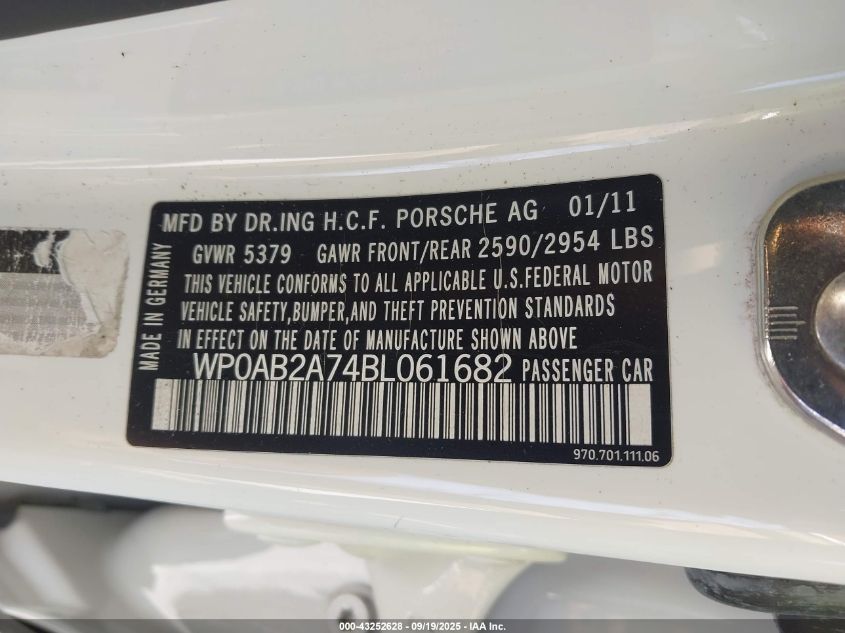 MFD BY DR.ING H.C.F. PORSCHE AG 01/11
GVWR 5379 GAWR FRONT/REAR 2590/2954 LBS
THIS VEHICLE CONFORMS TO ALL APPLICABLE U.S.FEDERAL MOTOR
VEHICLE SAFETY,BUMPER,AND THEFT PREVENTION STANDARDS
IN EFFECT ON THE DATE OF MANUFACTURE SHOWN ABOVE
WP0AB2A74BL061682 PASSENGER CAR
MADE IN GERMANY
970.701.111.06
000-43252628 - 09/19/2025 - IAA Inc.